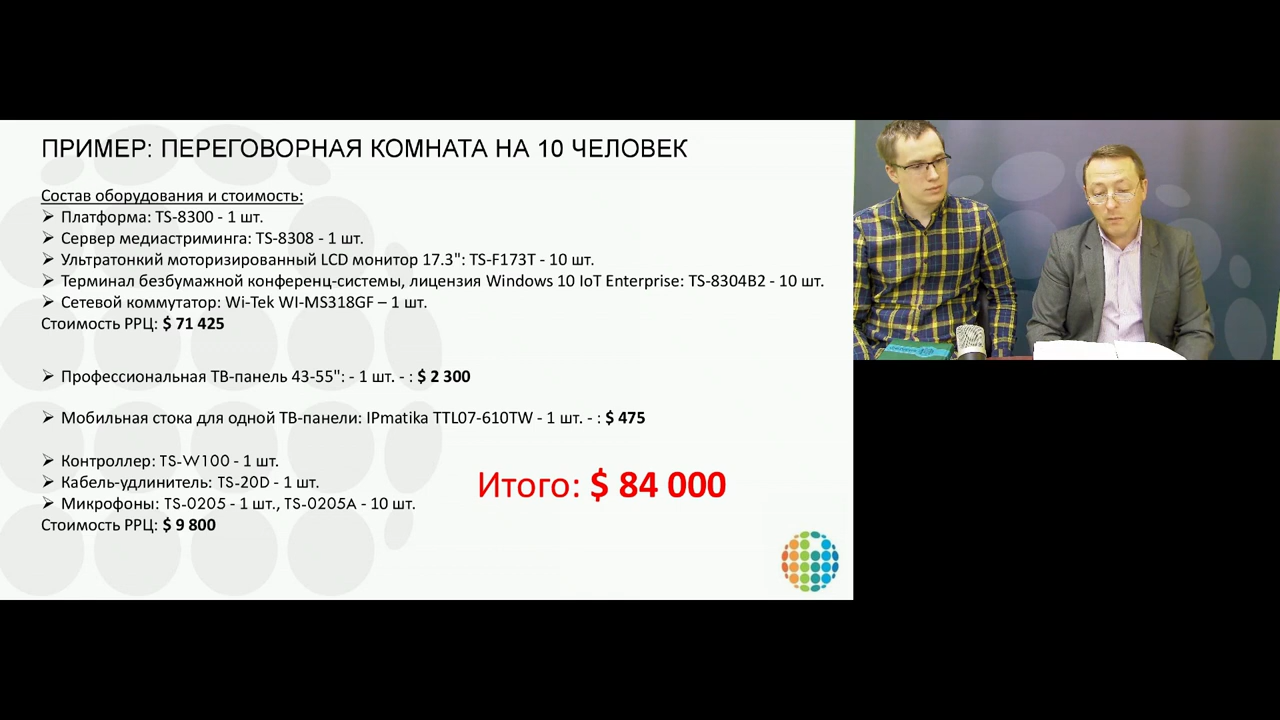 ПРИМЕР: ПЕРЕГОВОРНАЯ КОМНАТА НА 10 ЧЕЛОВЕК
Состав оборудования и стоимость:
➢ Платформа: TS-8300 - 1 шт.
➢ Сервер медиастриминга: TS-8308 - 1 шт.
➢ Ультратонкий моторизированный LCD монитор 17.3": TS-F173T - 10 шт.
➢ Терминал безбумажной конференц-системы, лицензия Windows 10 IoT Enterprise: TS-8304B2 - 10 шт.
➢ Сетевой коммутатор: Wi-Tek WI-MS318GF – 1 шт.
Стоимость РРЦ: $ 71 425
➢ Профессиональная ТВ-панель 43-55": - 1 шт. - : $ 2 300
➢ Мобильная стока для одной ТВ-панели: IPmatika TTL07-610TW - 1 шт. - : $ 475
➢ Контроллер: TS-W100 - 1 шт.
➢ Кабель-удлинитель: TS-20D - 1 шт.
➢ Микрофоны: TS-0205 - 1 шт., TS-0205A - 10 шт.
Стоимость РРЦ: $ 9 800
Итого: $ 84 000